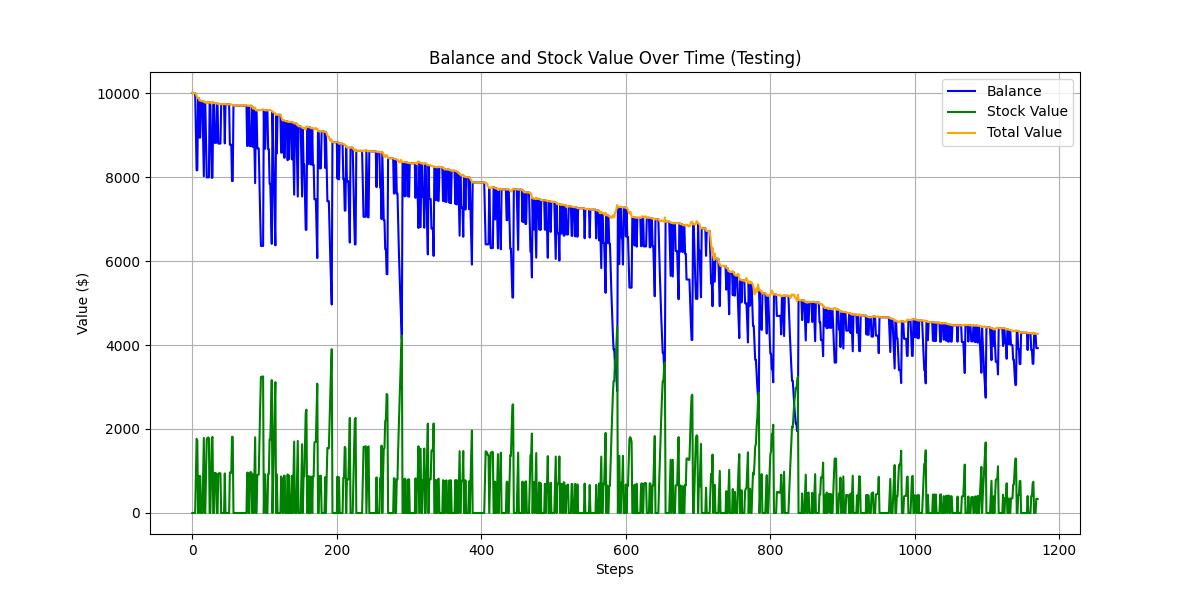 Balance and Stock Value Over Time (Testing)
Balance
Stock Value
Total Value
Value ($)
10000
8000
6000
4000
2000
0
0 200 400 600 800 1000 1200
Steps